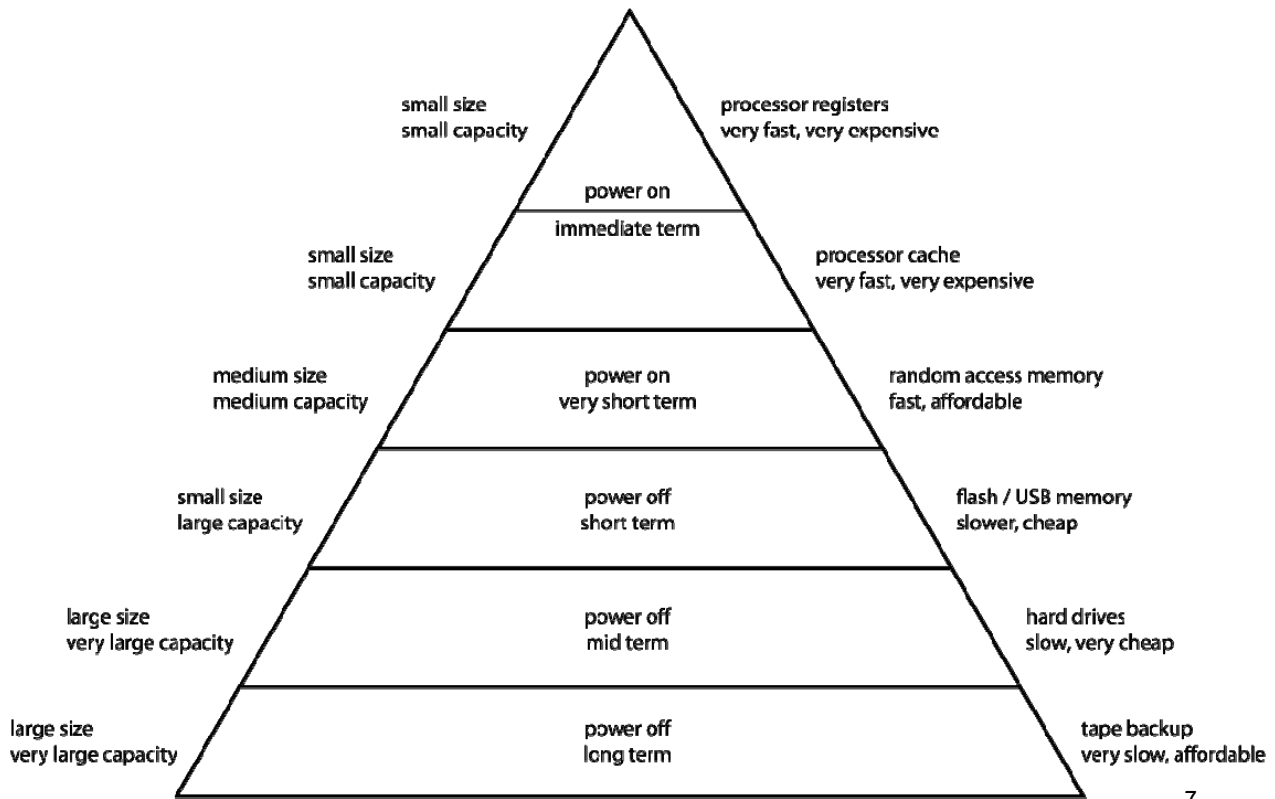 small size
small capacity
processor registers
very fast, very expensive
power on
immediate term
small size
small capacity
processor cache
very fast, very expensive
medium size
medium capacity
power on
very short term
random access memory
fast, affordable
small size
large capacity
power off
short term
flash / USB memory
slower, cheap
large size
very large capacity
power off
mid term
hard drives
slow, very cheap
large size
very large capacity
power off
long term
tape backup
very slow, affordable
7